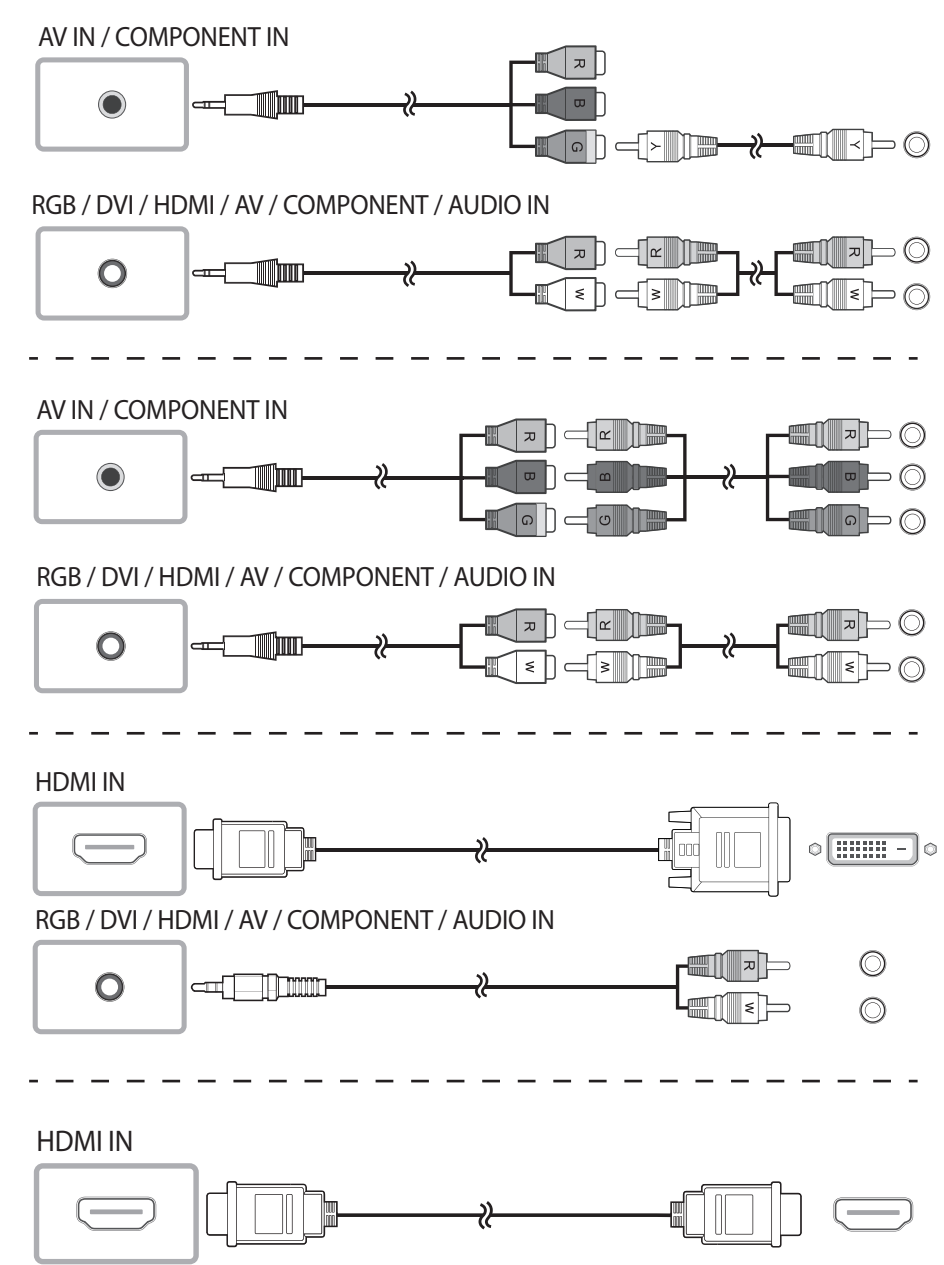 AV IN / COMPONENT IN
R
B
G Y Y
RGB / DVI / HDMI / AV / COMPONENT / AUDIO IN
R R R
W W W
AV IN / COMPONENT IN
R R R
B B B
G G G
RGB / DVI / HDMI / AV / COMPONENT / AUDIO IN
R R R
W W W
HDMI IN
RGB / DVI / HDMI / AV / COMPONENT / AUDIO IN
R
W
HDMI IN